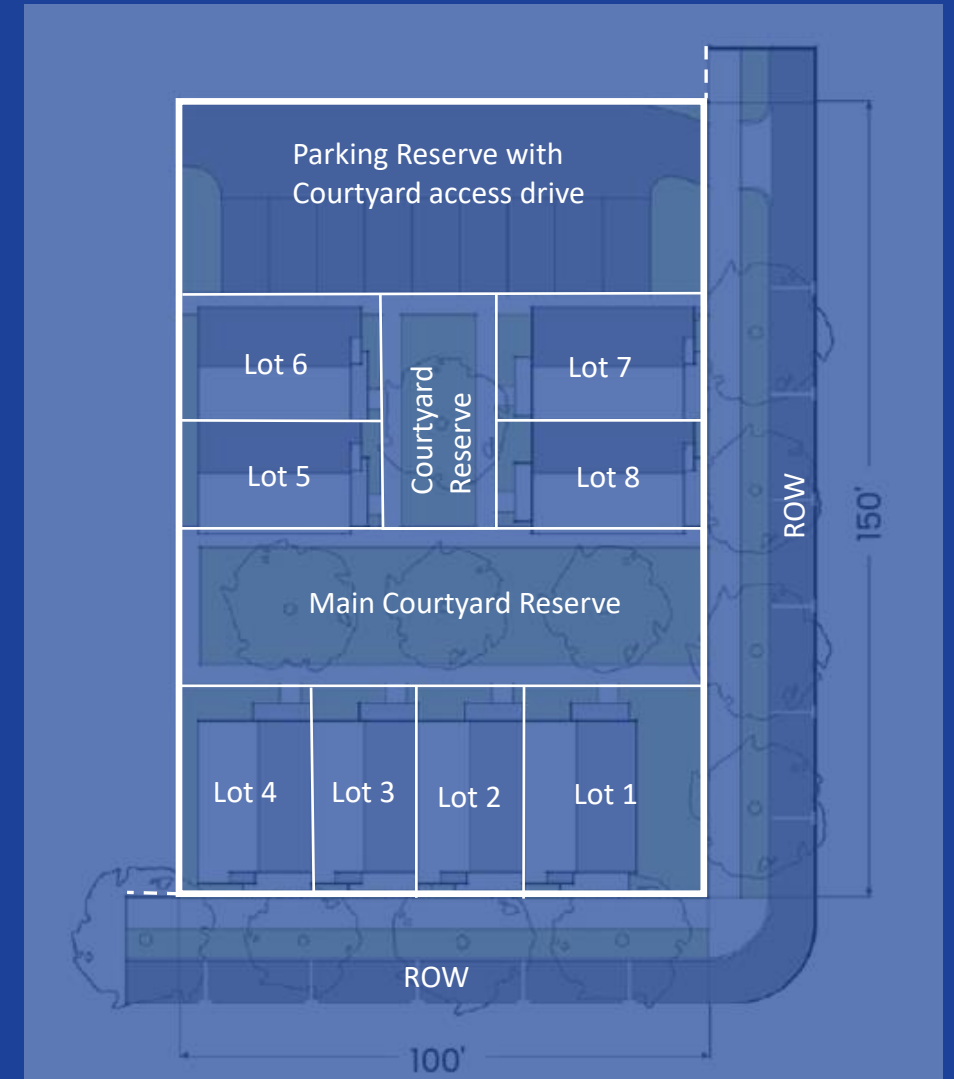 Parking Reserve with
Courtyard access drive
Lot 6
Courtyard
Reserve
Lot 7
Lot 5
Lot 8
ROW
150'
Main Courtyard Reserve
Lot 4
Lot 3
Lot 2
Lot 1
ROW
100'